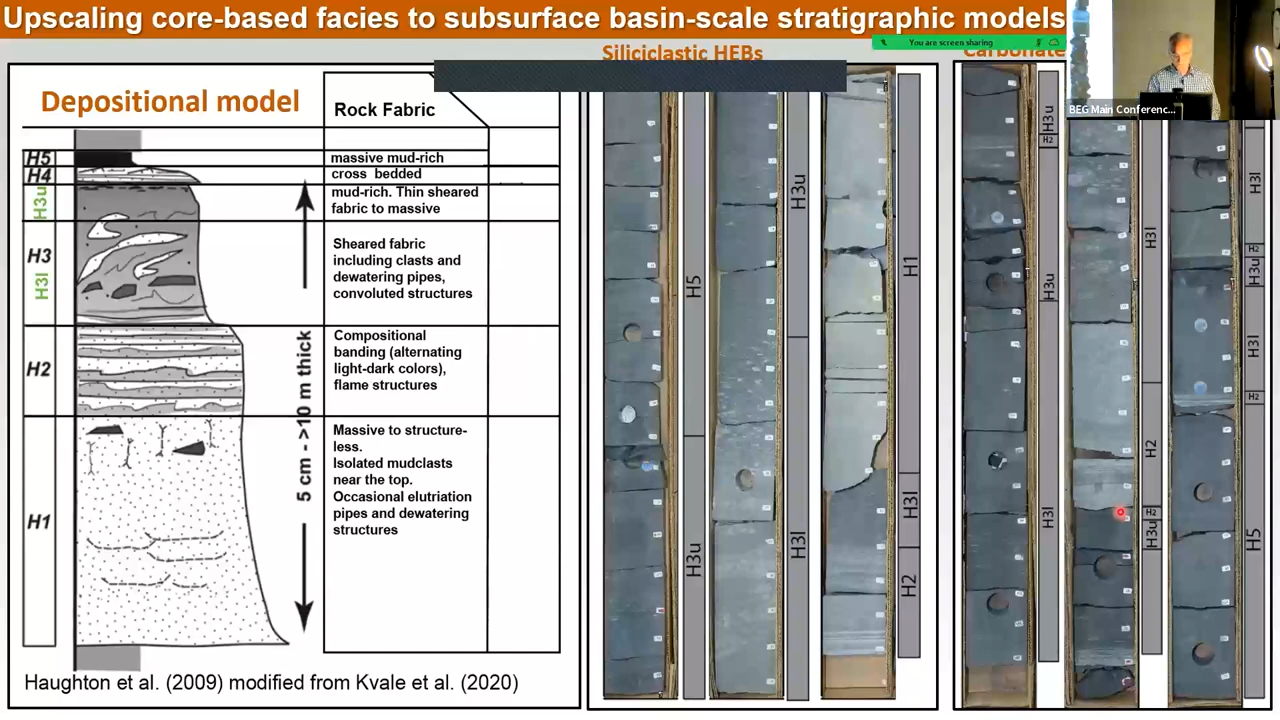 Upscaling core-based facies to subsurface basin-scale stratigraphic models
You are screen sharing
BEG Main Conferenc...
Siliciclastic HEBs
Carbonate
Depositional model
Rock Fabric
H5
massive mud-rich
H4
cross bedded
H3u
mud-rich. Thin sheared
fabric to massive
H3
H3l
Sheared fabric
including clasts and
dewatering pipes,
convoluted structures
H2
Compositional
banding (alternating
light-dark colors),
flame structures
H1
Massive to structure-
less.
Isolated mudclasts
near the top.
Occasional elutriation
pipes and dewatering
structures
5 cm - >10 m thick
Haughton et al. (2009) modified from Kvale et al. (2020)
H5
H3u
H3u
H3l
H1
H3l
H2
H3u
H2
H3u
H3l
H3l
H2
H2
H3u
H3l
H2
H3u
H3l
H2
H5